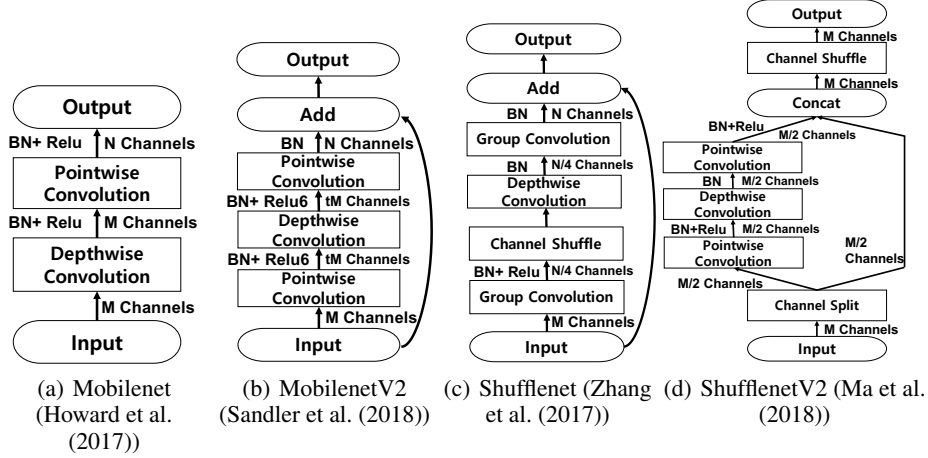 Output
BN+ Relu
N Channels
Pointwise
Convolution
BN+ Relu
M Channels
Depthwise
Convolution
M Channels
Input
(a) Mobilenet
(Howard et al.
(2017))
Output
Add
BN
N Channels
Pointwise
Convolution
BN+ Relu6
tM Channels
Depthwise
Convolution
BN+ Relu6
tM Channels
Pointwise
Convolution
M Channels
Input
(b) MobilenetV2
(Sandler et al. (2018))
Output
Add
BN
N Channels
Group Convolution
BN
N/4 Channels
Depthwise
Convolution
Channel Shuffle
BN+ Relu
N/4 Channels
Group Convolution
M Channels
Input
(c) Shufflenet (Zhang
et al. (2017))
Output
M Channels
Channel Shuffle
M Channels
Concat
BN+Relu
M/2 Channels
Pointwise
Convolution
BN
M/2 Channels
Depthwise
Convolution
BN+Relu
M/2 Channels
Pointwise
Convolution
M/2 Channels
M/2
Channels
Channel Split
M Channels
Input
(d) ShufflenetV2 (Ma et al.
(2018))